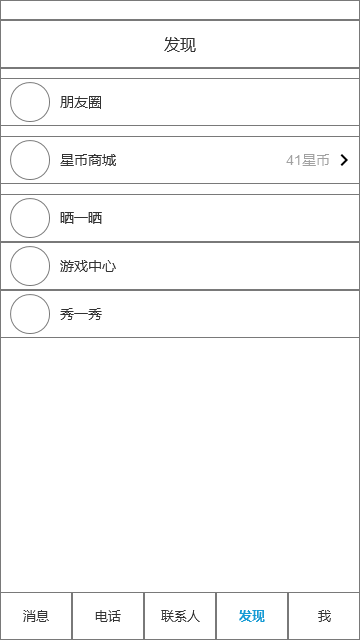 发现
朋友圈
星币商城 41星币
晒一晒
游戏中心
秀一秀
消息 电话 联系人 发现 我